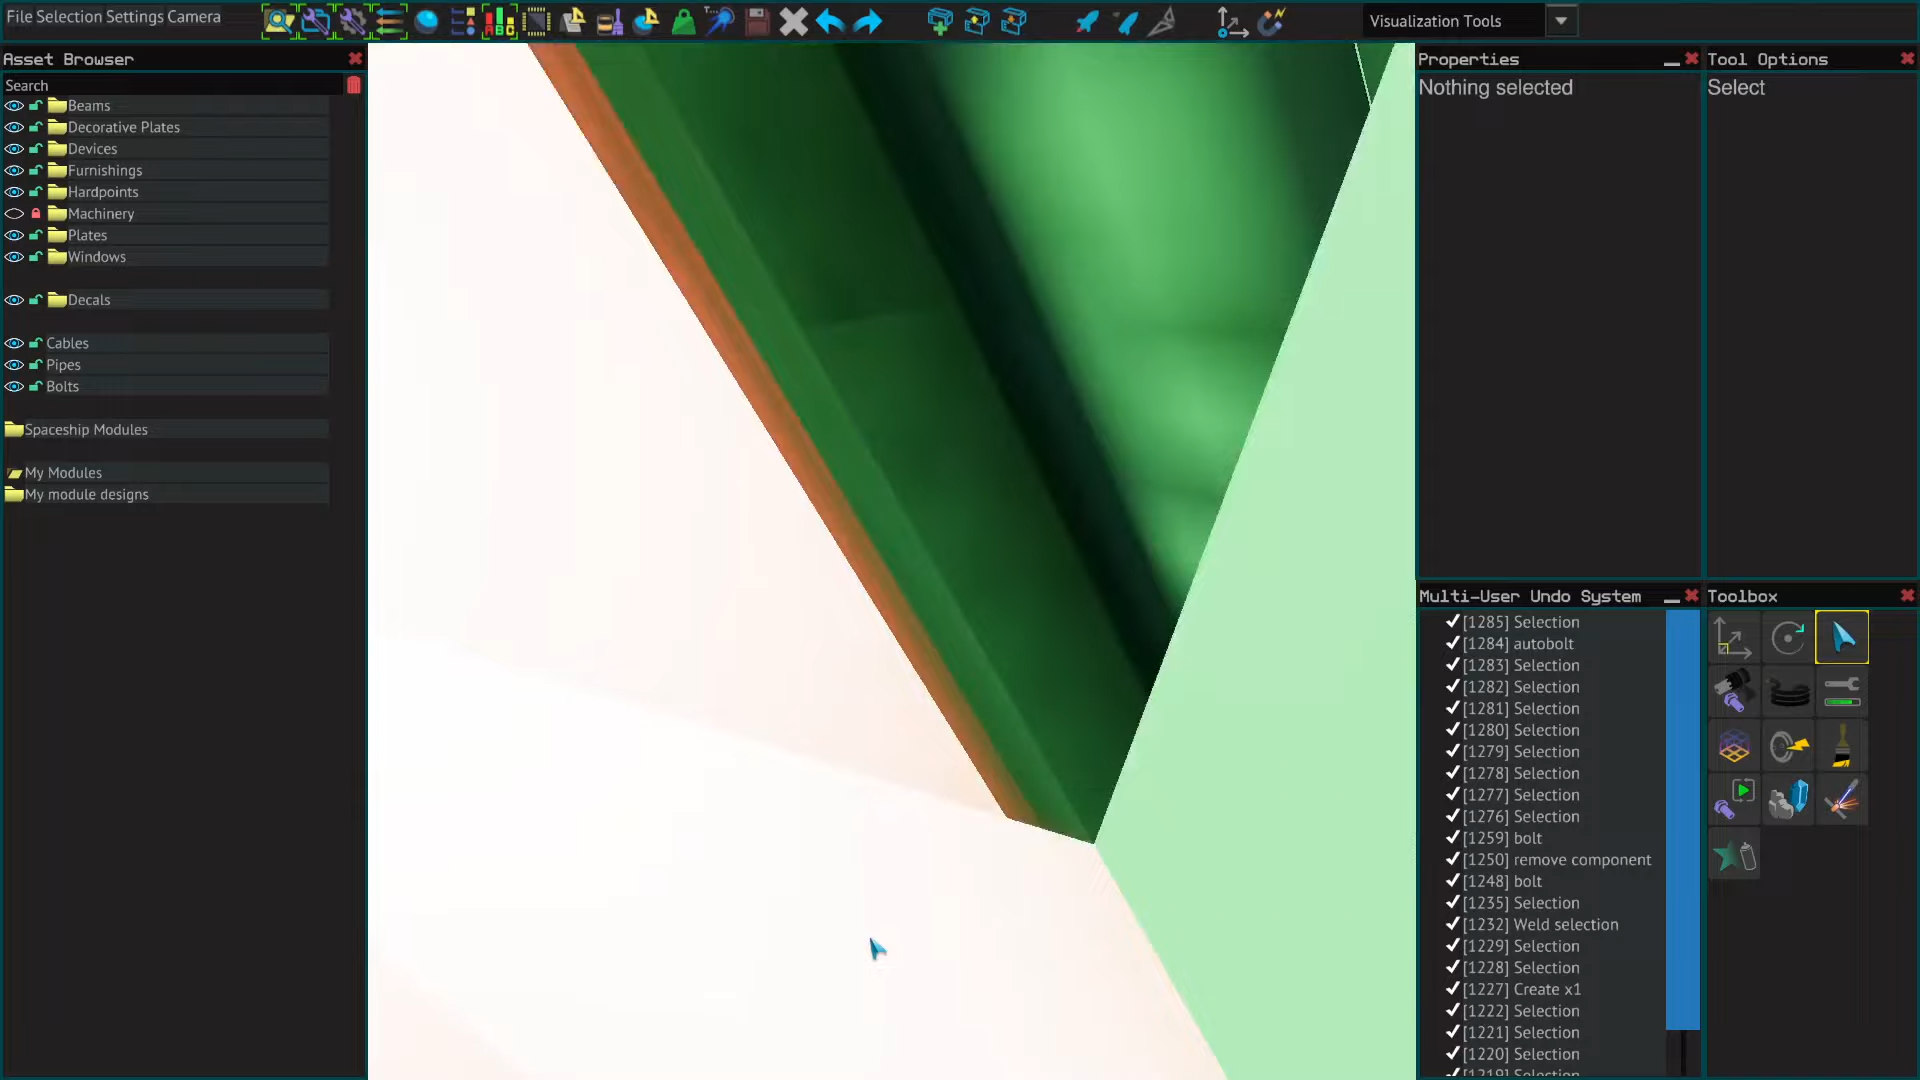 File Selection Settings Camera
Visualization Tools
Asset Browser
Search
Beams
Decorative Plates
Devices
Furnishings
Hardpoints
Machinery
Plates
Windows
Decals
Cables
Pipes
Bolts
Spaceship Modules
My Modules
My module designs
Properties
Nothing selected
Tool Options
Select
Multi-User Undo System
[1285] Selection
[1284] autobolt
[1283] Selection
[1282] Selection
[1281] Selection
[1280] Selection
[1279] Selection
[1278] Selection
[1277] Selection
[1276] Selection
[1259] bolt
[1250] remove component
[1248] bolt
[1235] Selection
[1232] Weld selection
[1229] Selection
[1228] Selection
[1227] Create x1
[1222] Selection
[1221] Selection
[1220] Selection
[1219] Selection
Toolbox
ABC